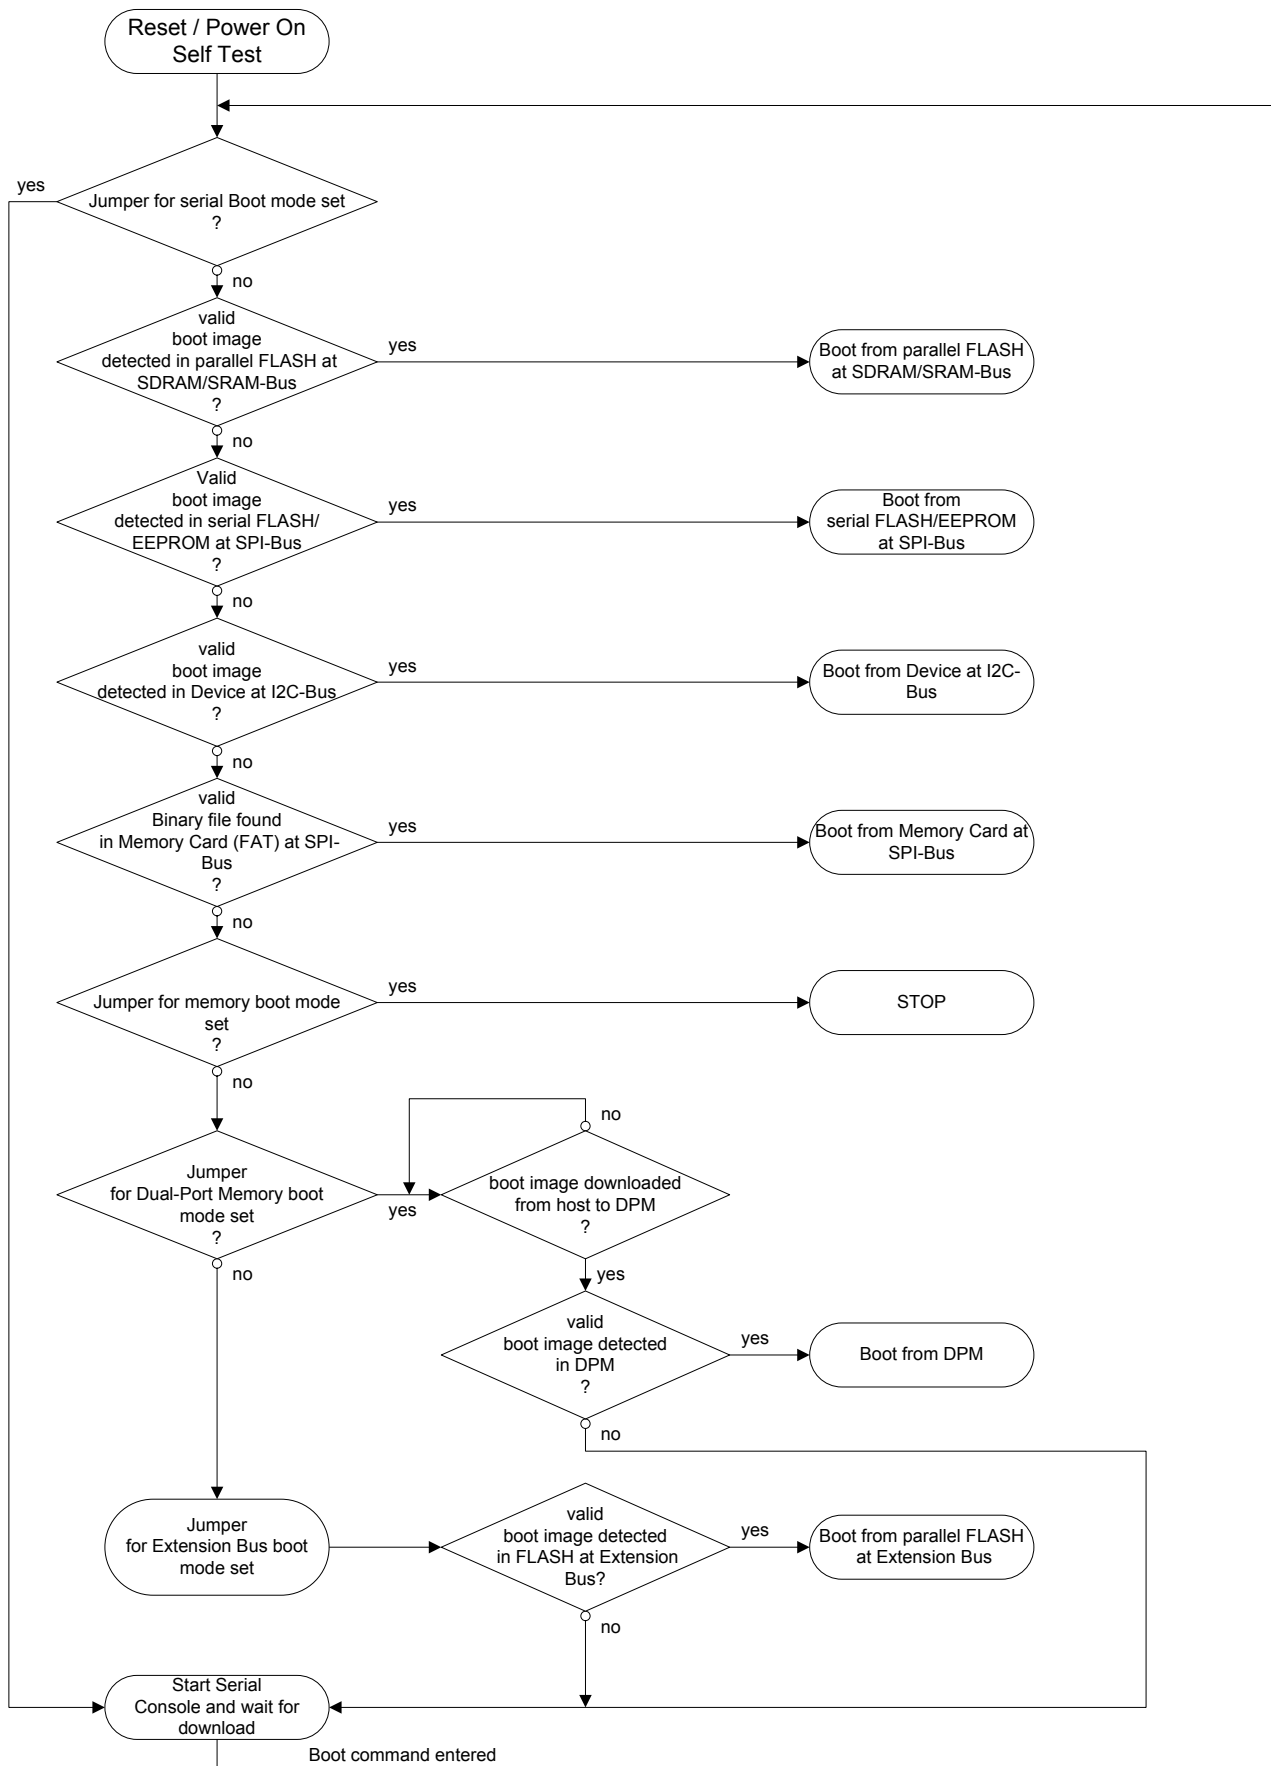 Reset / Power On
Self Test
yes
Jumper for serial Boot mode set
?
no
valid
boot image
detected in parallel FLASH at
SDRAM/SRAM-Bus
?
yes
Boot from parallel FLASH
at SDRAM/SRAM-Bus
no
Valid
boot image
detected in serial FLASH/
EEPROM at SPI-Bus
?
yes
Boot from
serial FLASH/EEPROM
at SPI-Bus
no
valid
boot image
detected in Device at I2C-Bus
?
yes
Boot from Device at I2C-
Bus
no
valid
Binary file found
in Memory Card (FAT) at SPI-
Bus
?
yes
Boot from Memory Card at
SPI-Bus
no
Jumper for memory boot mode
set
?
yes
STOP
no
Jumper
for Dual-Port Memory boot
mode set
?
yes
no
boot image downloaded
from host to DPM
?
yes
valid
boot image detected
in DPM
?
yes
Boot from DPM
no
no
Jumper
for Extension Bus boot
mode set
valid
boot image detected
in FLASH at Extension
Bus?
yes
Boot from parallel FLASH
at Extension Bus
no
Start Serial
Console and wait for
download
Boot command entered